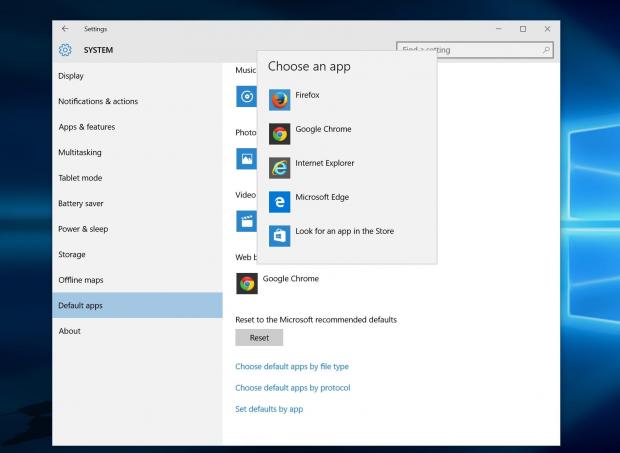 Settings
SYSTEM
Find a setting
Display
Notifications & actions
Apps & features
Multitasking
Tablet mode
Battery saver
Power & sleep
Storage
Offline maps
Default apps
About
Music
Photo
Video
Web b
Google Chrome
Choose an app
Firefox
Google Chrome
Internet Explorer
Microsoft Edge
Look for an app in the Store
Reset to the Microsoft recommended defaults
Reset
Choose default apps by file type
Choose default apps by protocol
Set defaults by app